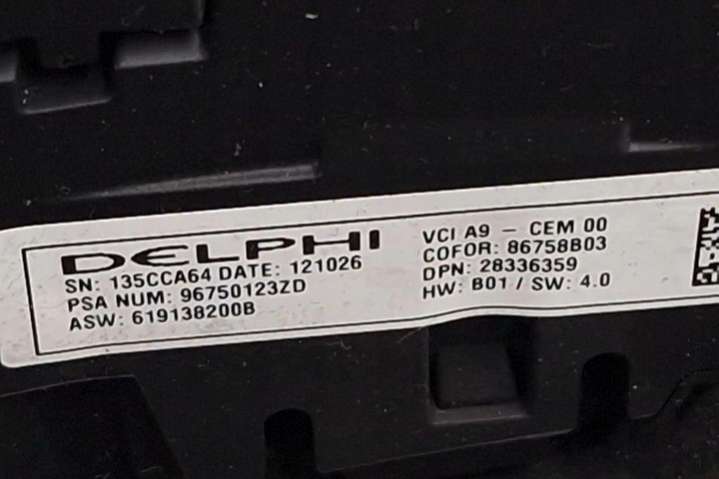 DELPHI
SN: 135CCA64 DATE: 121026
PSA NUM: 96750123ZD
ASW: 619138200B
VCI A9 - CEM 00
COFOR: 86758B03
DPN: 28336359
HW: B01 / SW: 4.0